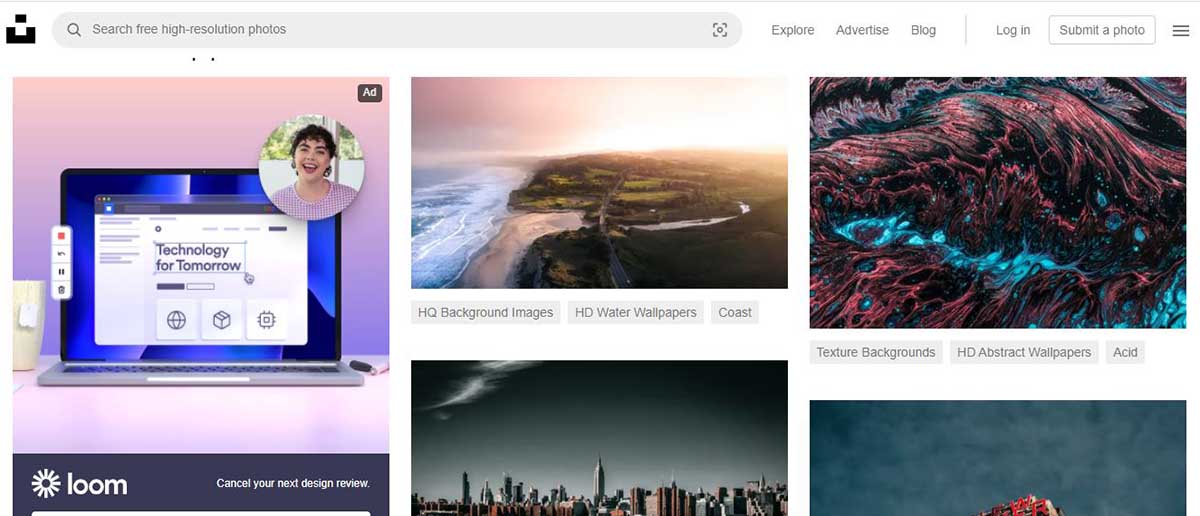 Search free high-resolution photos
Explore
Advertise
Blog
Log in
Submit a photo
Ad
Technology
for Tomorrow
loom
Cancel your next design review.
HQ Background Images
HD Water Wallpapers
Coast
Texture Backgrounds
HD Abstract Wallpapers
Acid